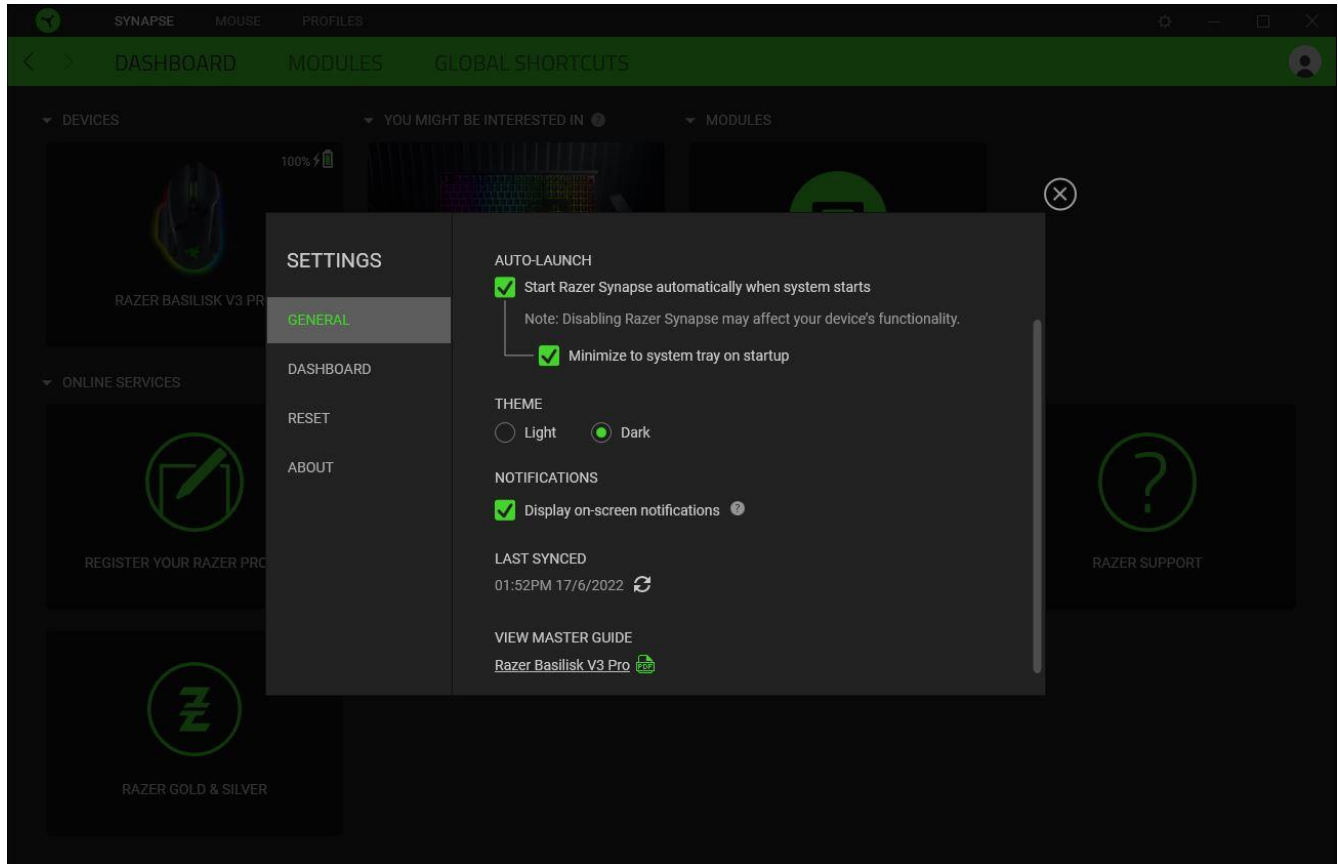 SYNAPSE MOUSE PROFILES
DASHBOARD MODULES GLOBAL SHORTCUTS
DEVICES
YOU MIGHT BE INTERESTED IN ?
MODULES
100%
RAZER BASILISK V3 PR
SETTINGS
GENERAL
DASHBOARD
RESET
ABOUT
AUTO-LAUNCH
Start Razer Synapse automatically when system starts
Note: Disabling Razer Synapse may affect your device’s functionality.
Minimize to system tray on startup
THEME
Light Dark
NOTIFICATIONS
Display on-screen notifications ?
LAST SYNCED
01:52PM 17/6/2022
VIEW MASTER GUIDE
Razer Basilisk V3 Pro PDF
ONLINE SERVICES
REGISTER YOUR RAZER PRO
?
RAZER SUPPORT
RAZER GOLD & SILVER